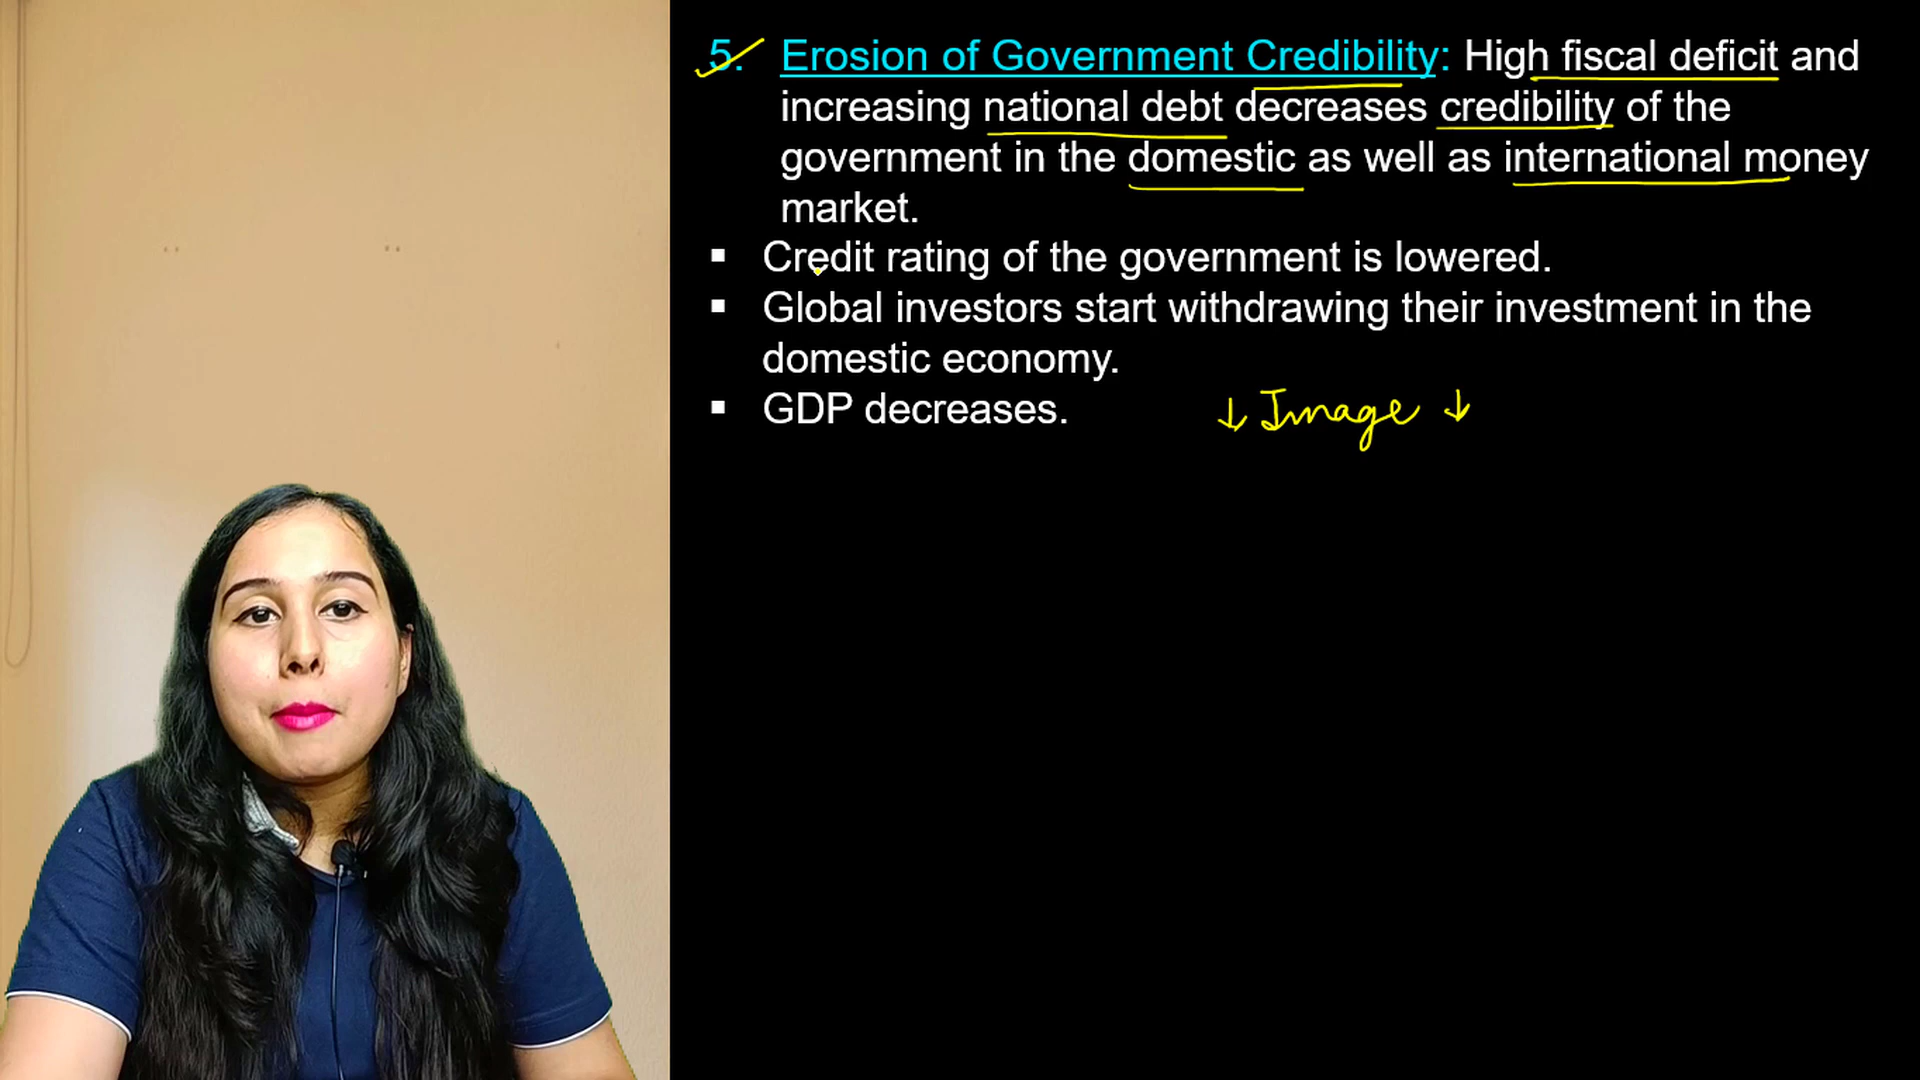 5. Erosion of Government Credibility: High fiscal deficit and
increasing national debt decreases credibility of the
government in the domestic as well as international money
market.
▪ Credit rating of the government is lowered.
▪ Global investors start withdrawing their investment in the
domestic economy.
▪ GDP decreases. ↓ Image ↓